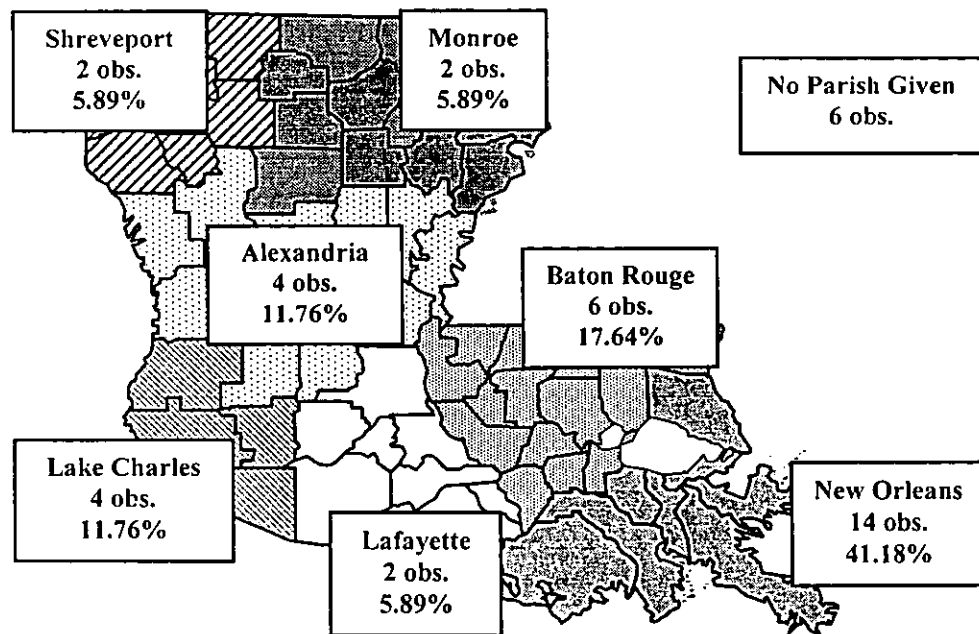 Shreveport
2 obs.
5.89%
Monroe
2 obs.
5.89%
No Parish Given
6 obs.
Alexandria
4 obs.
11.76%
Baton Rouge
6 obs.
17.64%
Lake Charles
4 obs.
11.76%
Lafayette
2 obs.
5.89%
New Orleans
14 obs.
41.18%